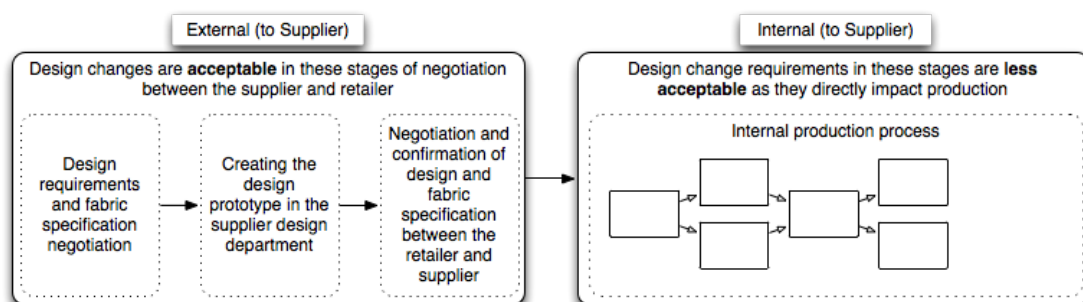 External (to Supplier)
Internal (to Supplier)
Design changes are acceptable in these stages of negotiation
between the supplier and retailer
Design
requirements
and fabric
specification
negotiation
Creating the
design
prototype in the
supplier design
department
Negotiation and
confirmation of
design and
fabric
specification
between the
retailer and
supplier
Design change requirements in these stages are less
acceptable as they directly impact production
Internal production process